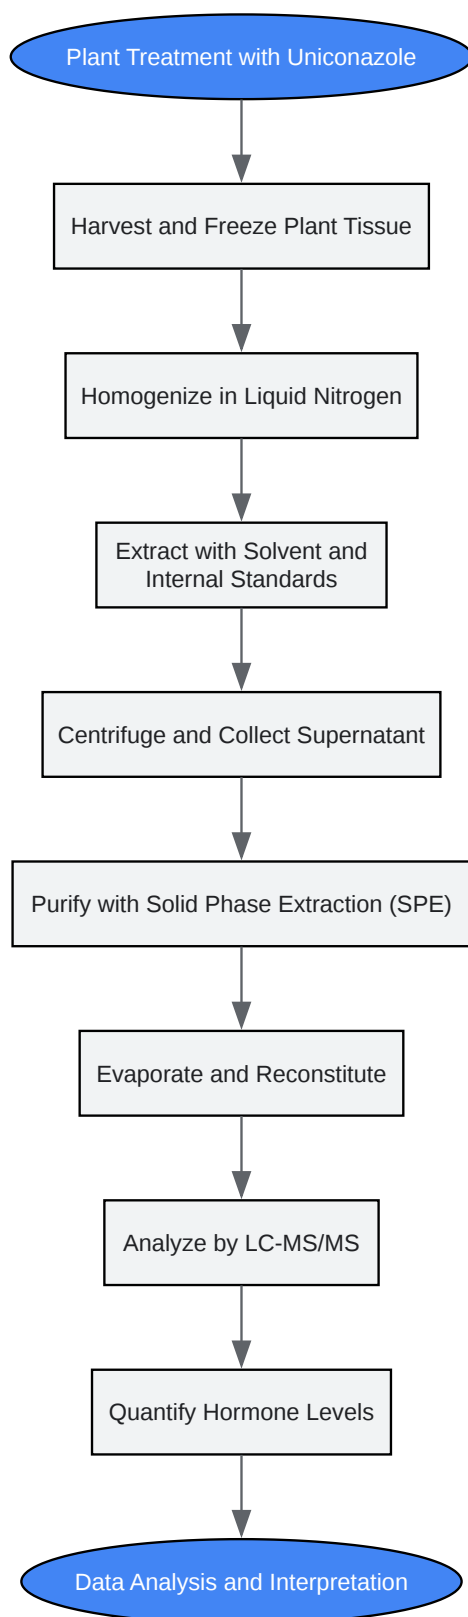 Plant Treatment with Uniconazole
Harvest and Freeze Plant Tissue
Homogenize in Liquid Nitrogen
Extract with Solvent and
Internal Standards
Centrifuge and Collect Supernatant
Purify with Solid Phase Extraction (SPE)
Evaporate and Reconstitute
Analyze by LC-MS/MS
Quantify Hormone Levels
Data Analysis and Interpretation